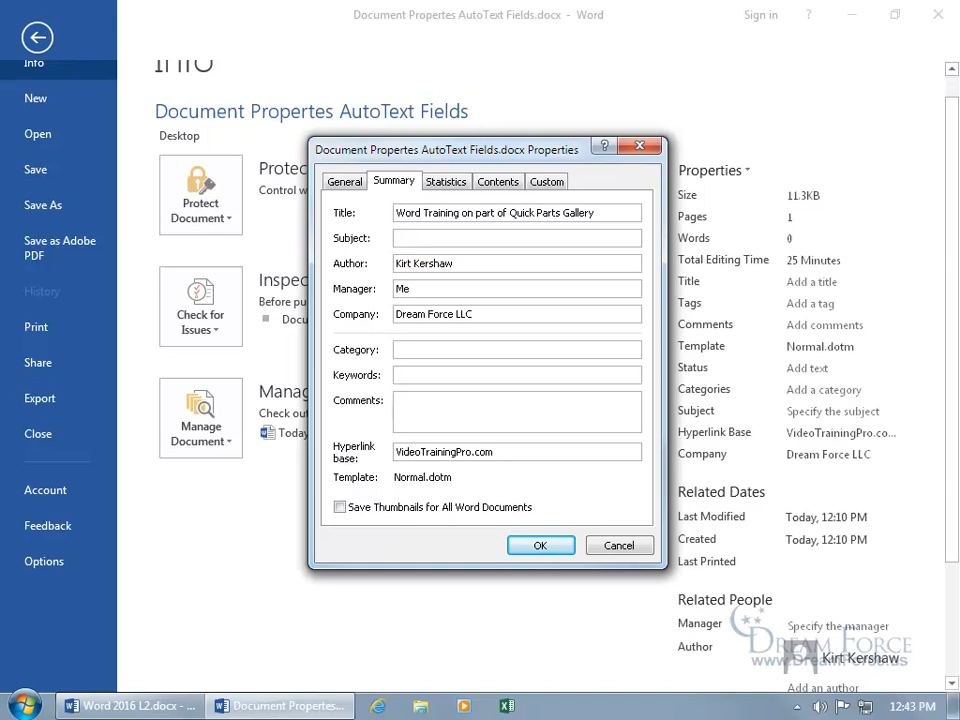 Document Propertes AutoText Fields.docx - Word
Sign in
?
Info
Info
New
Open
Save
Save As
Save as Adobe
PDF
History
Print
Share
Export
Close
Account
Feedback
Options
Document Propertes AutoText Fields
Desktop
Protect
Document
Protec
Control w
Check for
Issues
Inspec
Before pu
Docu
Manage
Document
Manag
Check out
Today
Document Propertes AutoText Fields.docx Properties
?
General
Summary
Statistics
Contents
Custom
Title: Word Training on part of Quick Parts Gallery
Subject:
Author: Kirt Kershaw
Manager: Me
Company: Dream Force LLC
Category:
Keywords:
Comments:
Hyperlink
base: VideoTrainingPro.com
Template: Normal.dotm
Save Thumbnails for All Word Documents
OK
Cancel
Properties
Size 11.3KB
Pages 1
Words 0
Total Editing Time 25 Minutes
Title Add a title
Tags Add a tag
Comments Add comments
Template Normal.dotm
Status Add text
Categories Add a category
Subject Specify the subject
Hyperlink Base VideoTrainingPro.co...
Company Dream Force LLC
Related Dates
Last Modified Today, 12:10 PM
Created Today, 12:10 PM
Last Printed
Related People
Manager Specify the manager
Author Kirt Kershaw
Add an author
DREAM FORCE
www.DreamForce.us
Word 2016 L2.docx - ...
Document Propertes...
12:43 PM